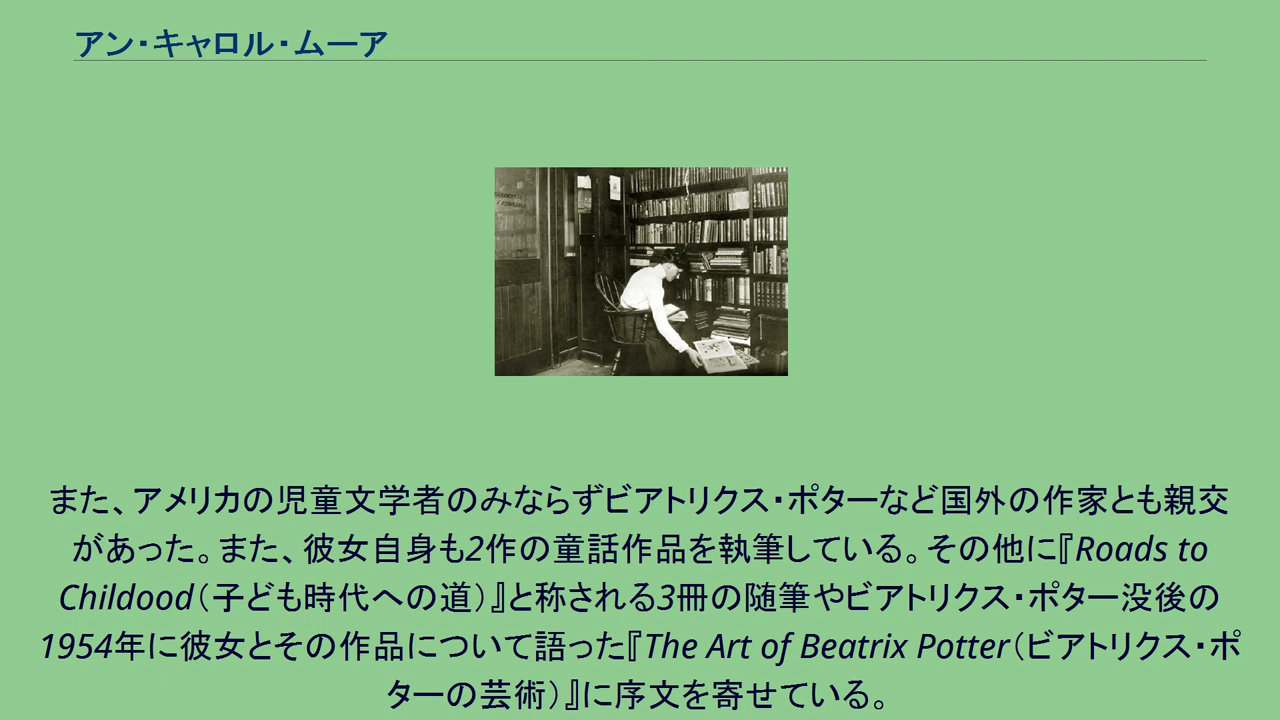 アン・キャロル・ムーア
また、アメリカの児童文学者のみならずビアトリクス・ポターなど国外の作家とも親交
があった。また、彼女自身も2作の童話作品を執筆している。その他に『Roads to
Childood（子ども時代への道）』と称される3冊の随筆やビアトリクス・ポター没後の
1954年に彼女とその作品について語った『The Art of Beatrix Potter（ビアトリクス・ポ
ターの芸術）』に序文を寄せている。